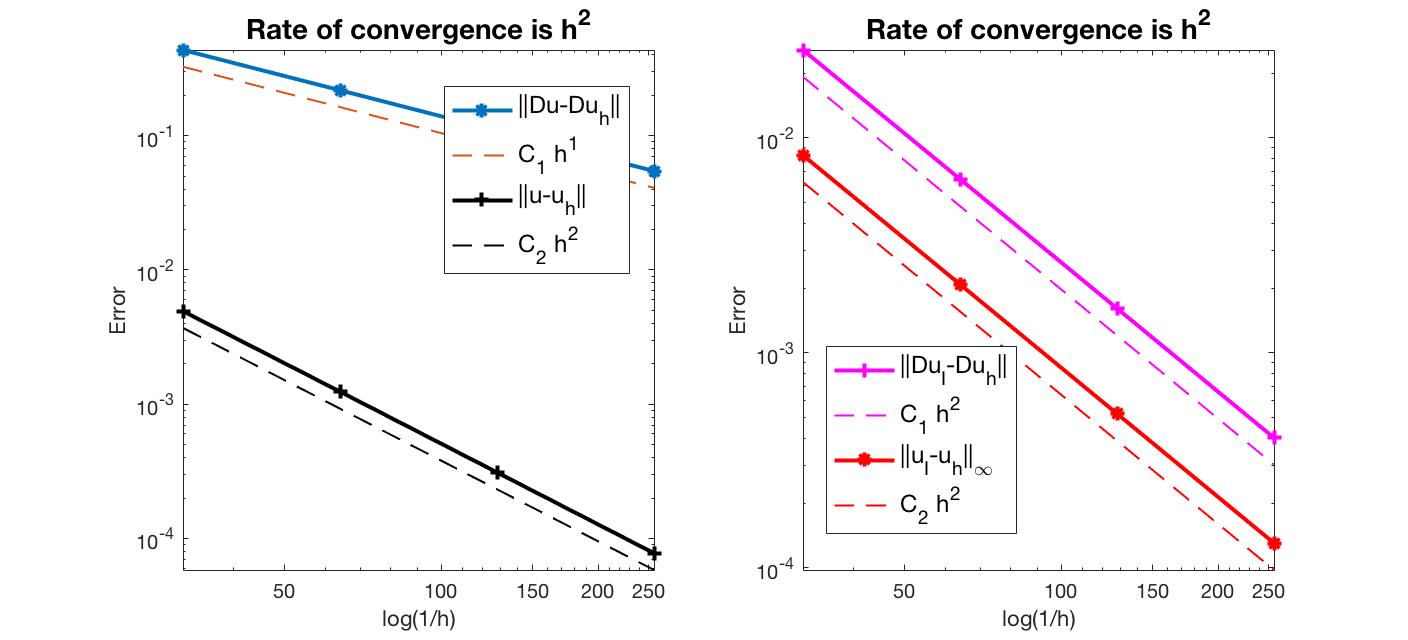 Rate of convergence is h²
10⁻¹
10⁻²
10⁻³
10⁻⁴
Error
||Du-Duₕ||
C₁ h¹
||u-uₕ||
C₂ h²
50
100
150
200
250
log(1/h)
Rate of convergence is h²
10⁻²
10⁻³
10⁻⁴
Error
||Du_I-Duₕ||
C₁ h²
||u_I-uₕ||_∞
C₂ h²
50
100
150
200
250
log(1/h)